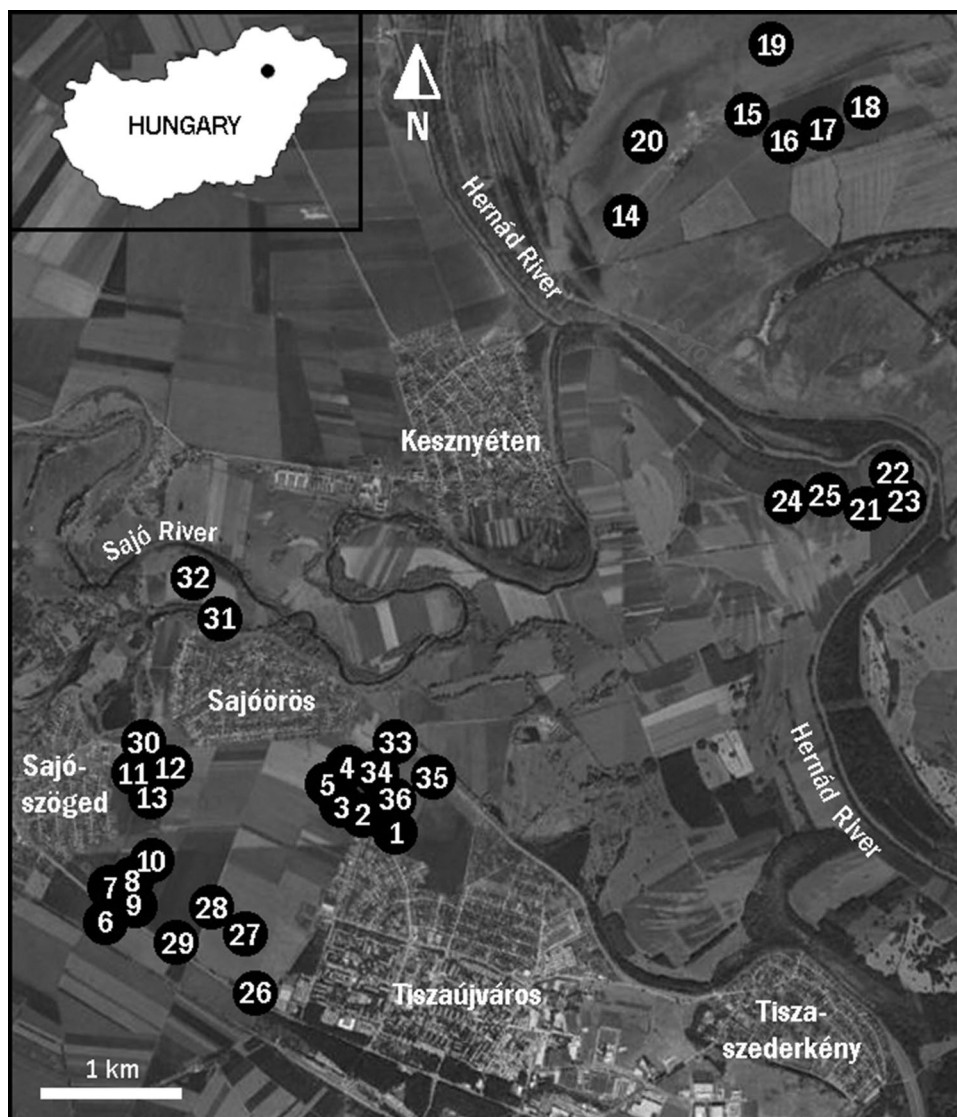 HUNGARY
N
19
15
18
17
16
20
14
Hernád River
Kesznyéten
22
25
24
21
23
Sajó River
32
31
Sajóörös
30
12
11
13
Sajó-
szöged
33
4
34
35
5
36
3
2
1
10
8
7
9
6
28
27
29
26
Hernád River
Tiszaújváros
Tisza-
szederkény
1 km